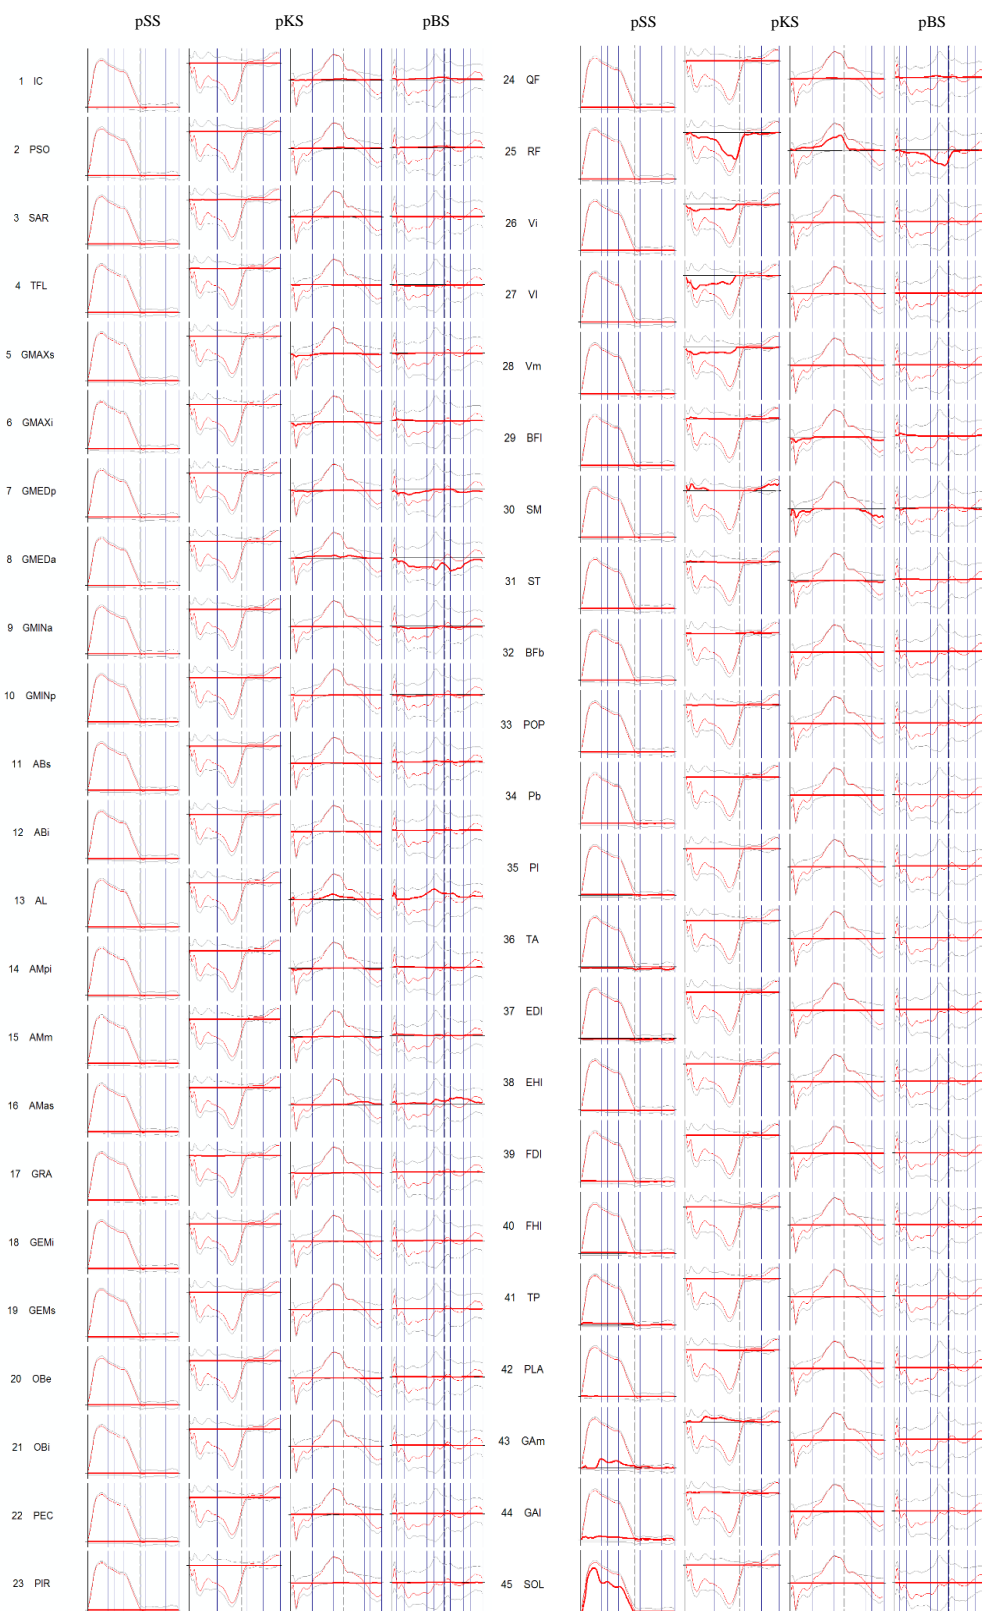 pSS pKS pBS pSS pKS pBS
1 IC
2 PSO
3 SAR
4 TFL
5 GMAXs
6 GMAXi
7 GMEDp
8 GMEDa
9 GMINa
10 GMINp
11 ABs
12 ABi
13 AL
14 AMpi
15 AMm
16 AMas
17 GRA
18 GEMi
19 GEMs
20 OBe
21 OBi
22 PEC
23 PIR
24 QF
25 RF
26 Vi
27 Vl
28 Vm
29 BFl
30 SM
31 ST
32 BFb
33 POP
34 Pb
35 Pl
36 TA
37 EDl
38 EHl
39 FDl
40 FHl
41 TP
42 PLA
43 GAm
44 GAl
45 SOL